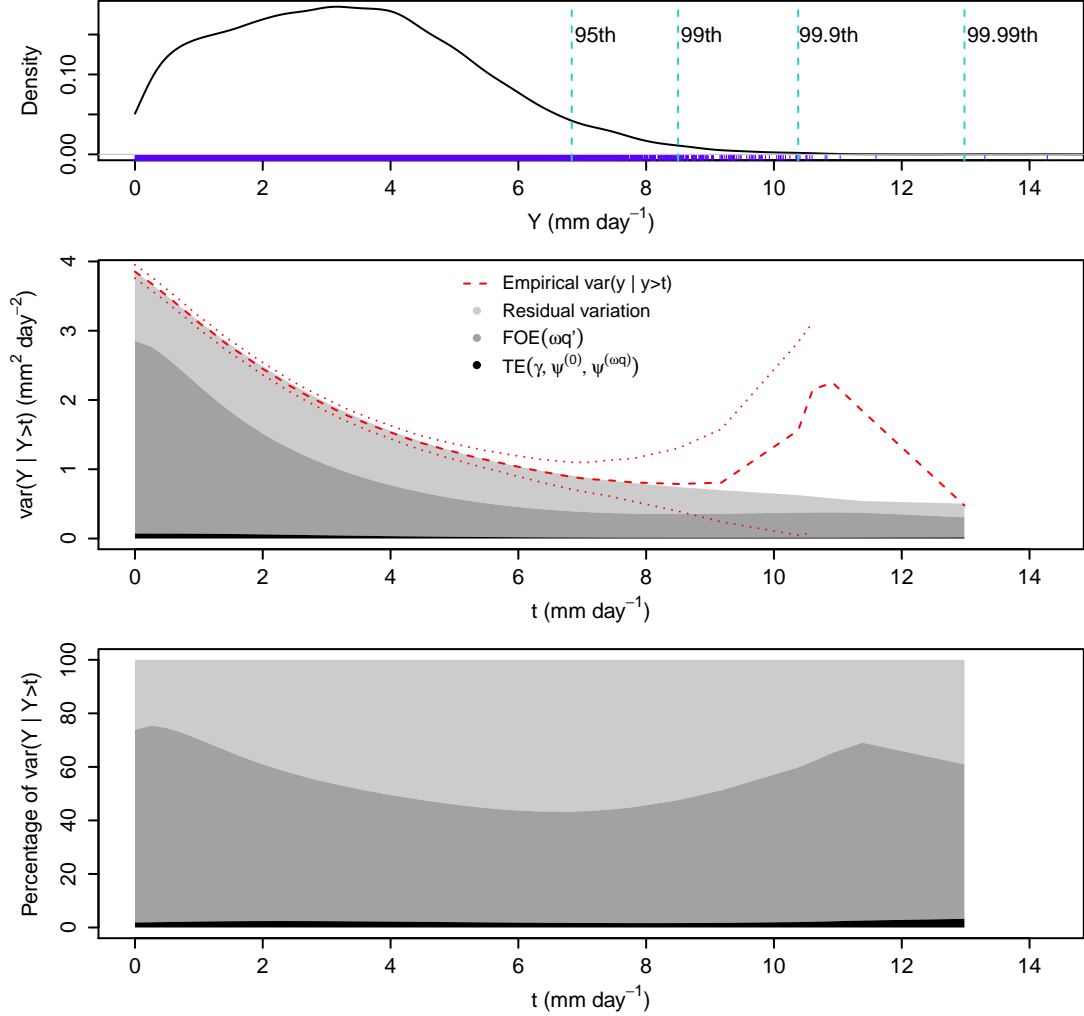 95th 99th 99.9th 99.99th
Density
0.00 0.10
0 2 4 6 8 10 12 14
Y (mm day⁻¹)
Empirical var(y | y>t)
Residual variation
FOE(ωq')
TE(γ, ψ⁽⁰⁾, ψ⁽ωq⁾)
var(Y | Y>t) (mm² day⁻²)
0 1 2 3 4
0 2 4 6 8 10 12 14
t (mm day⁻¹)
Percentage of var(Y | Y>t)
0 20 40 60 80 100
0 2 4 6 8 10 12 14
t (mm day⁻¹)